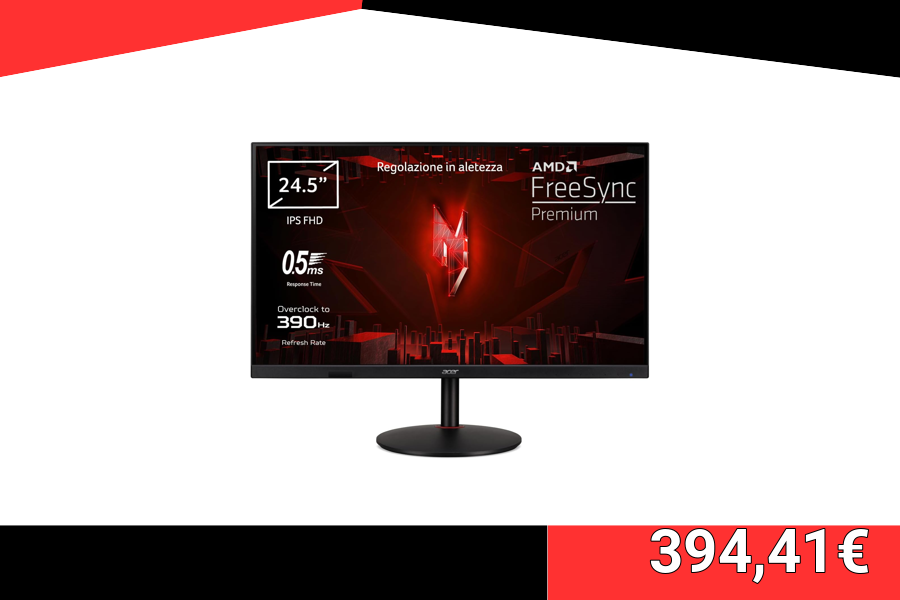 24.5”
IPS FHD
0.5ms
Response Time
Overclock to
390Hz
Refresh Rate
Regolazione in aletezza
AMD
FreeSync
Premium
acer
394,41€